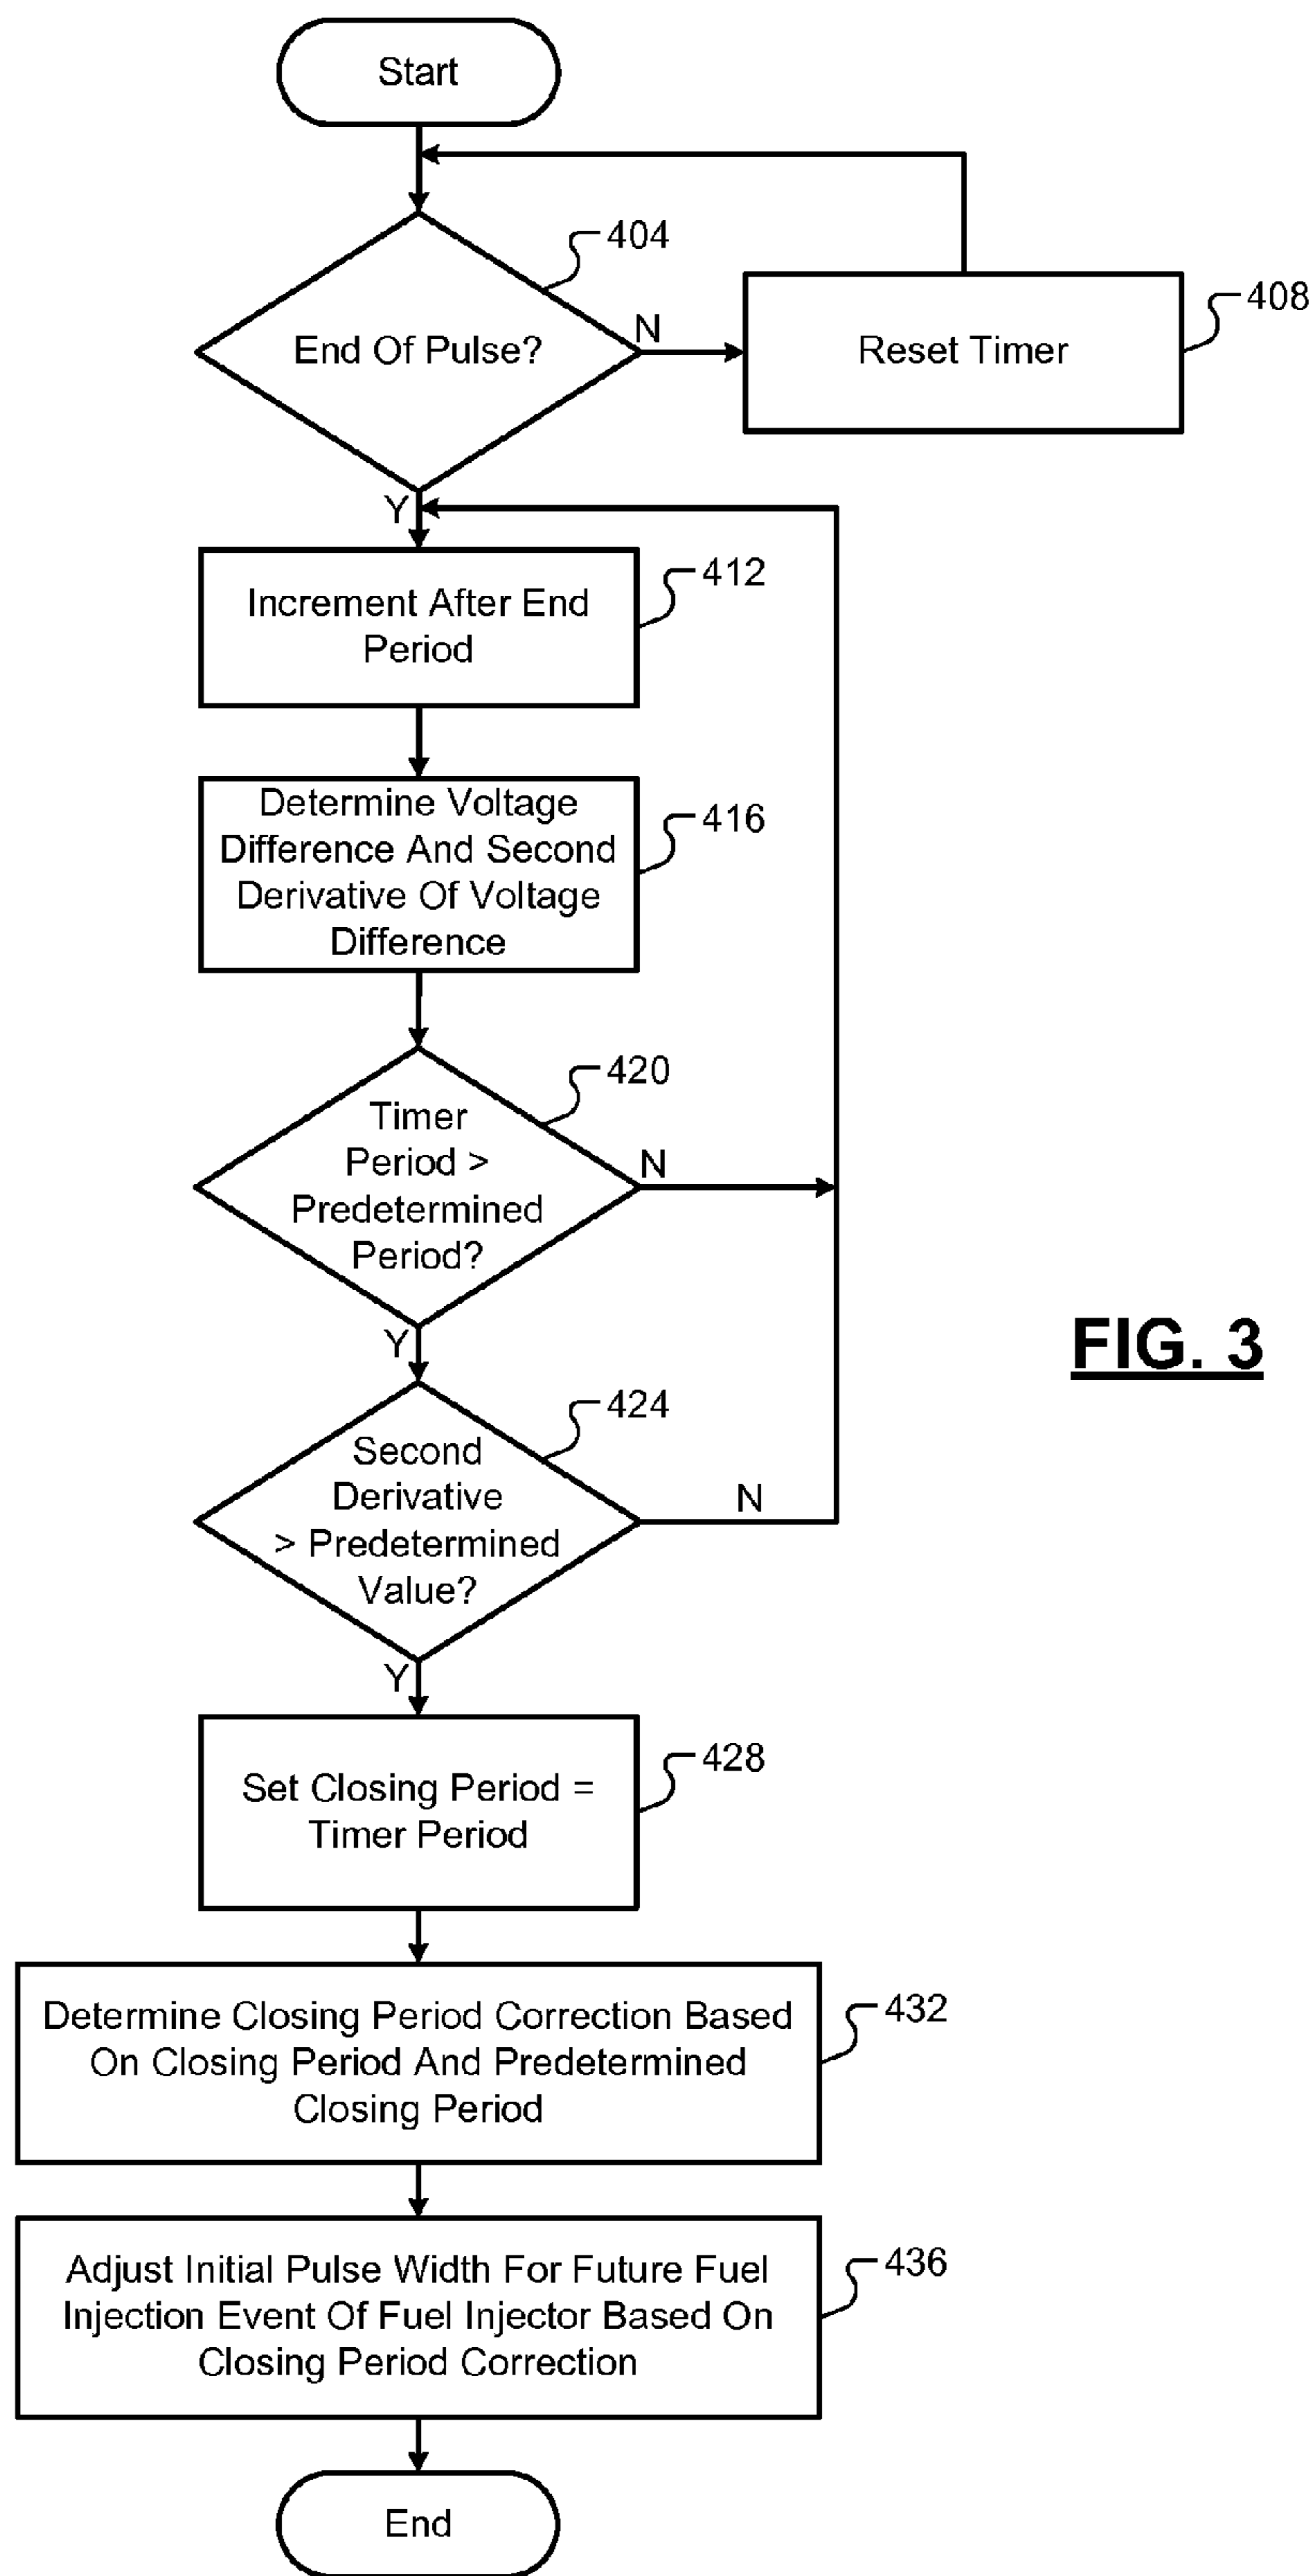 Start
404
End Of Pulse?
N
408
Reset Timer
Y
412
Increment After End
Period
416
Determine Voltage
Difference And Second
Derivative Of Voltage
Difference
420
Timer
Period >
Predetermined
Period?
N
Y
FIG. 3
424
Second
Derivative
> Predetermined
Value?
N
Y
428
Set Closing Period =
Timer Period
432
Determine Closing Period Correction Based
On Closing Period And Predetermined
Closing Period
436
Adjust Initial Pulse Width For Future Fuel
Injection Event Of Fuel Injector Based On
Closing Period Correction
End